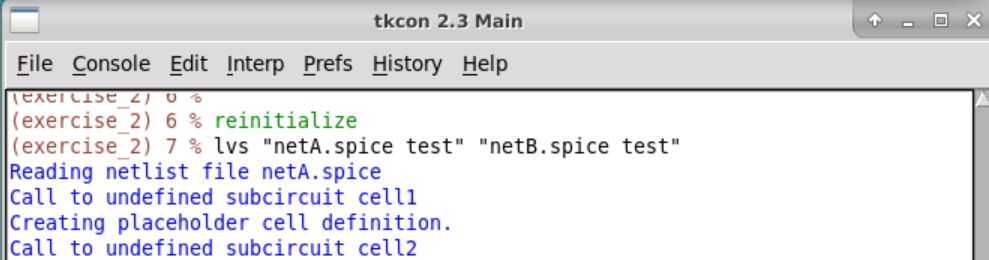 tkcon 2.3 Main
File Console Edit Interp Prefs History Help
(exercise_2) 6 %
(exercise_2) 6 % reinitialize
(exercise_2) 7 % lvs "netA.spice test" "netB.spice test"
Reading netlist file netA.spice
Call to undefined subcircuit cell1
Creating placeholder cell definition.
Call to undefined subcircuit cell2